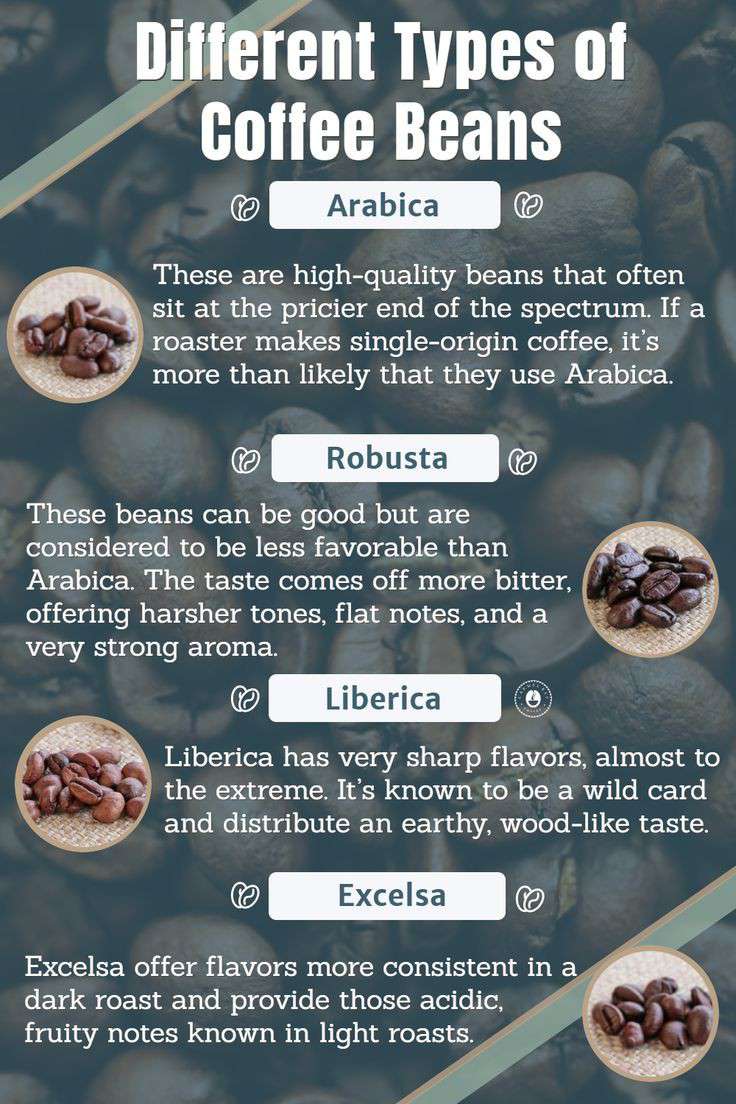 Different Types of
Coffee Beans
Arabica
These are high-quality beans that often
sit at the pricier end of the spectrum. If a
roaster makes single-origin coffee, it's
more than likely that they use Arabica.
Robusta
These beans can be good but are
considered to be less favorable than
Arabica. The taste comes off more bitter,
offering harsher tones, flat notes, and a
very strong aroma.
Liberica
Liberica has very sharp flavors, almost to
the extreme. It's known to be a wild card
and distribute an earthy, wood-like taste.
Excelsa
Excelsa offer flavors more consistent in a
dark roast and provide those acidic,
fruity notes known in light roasts.